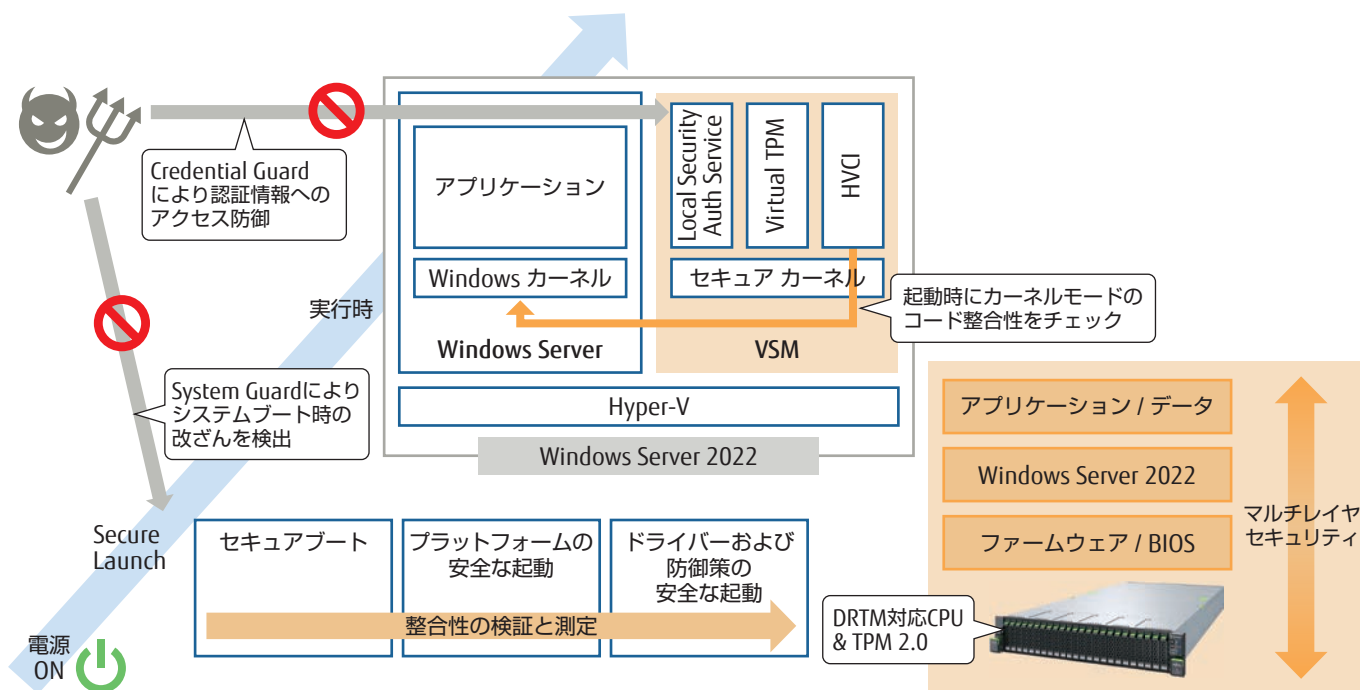 Credential Guard
により認証情報への
アクセス防御
アプリケーション
Windows カーネル
Windows Server
Local Security
Auth Service
Virtual TPM
HVCI
セキュア カーネル
VSM
起動時にカーネルモードの
コード整合性をチェック
実行時
Hyper-V
Windows Server 2022
System Guardにより
システムブート時の
改ざんを検出
Secure
Launch
セキュアブート
プラットフォームの
安全な起動
ドライバーおよび
防御策の
安全な起動
整合性の検証と測定
電源
ON
アプリケーション / データ
Windows Server 2022
ファームウェア / BIOS
マルチレイヤ
セキュリティ
DRTM対応CPU
& TPM 2.0